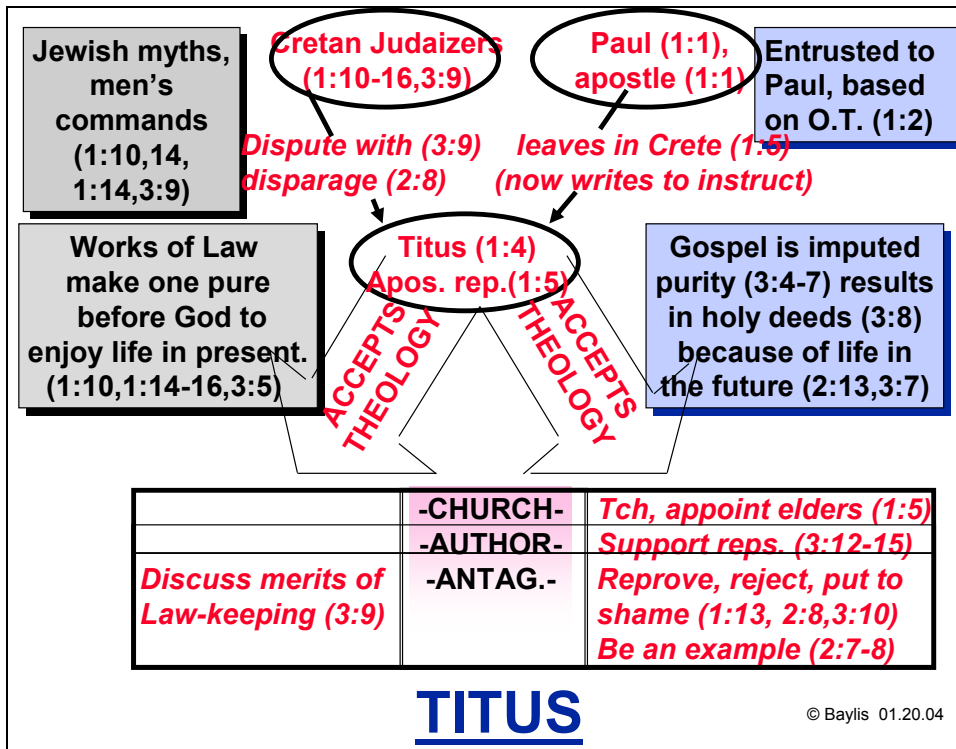 Jewish myths,
men's
commands
(1:10,14,
1:14,3:9)
Cretan Judaizers
(1:10-16,3:9)
Paul (1:1),
apostle (1:1)
Entrusted to
Paul, based
on O.T. (1:2)
Dispute with (3:9)
disparage (2:8)
leaves in Crete (1:5)
(now writes to instruct)
Works of Law
make one pure
before God to
enjoy life in present.
(1:10,1:14-16,3:5)
Titus (1:4)
Apos. rep.(1:5)
Gospel is imputed
purity (3:4-7) results
in holy deeds (3:8)
because of life in
the future (2:13,3:7)
ACCEPTS
THEOLOGY
ACCEPTS
THEOLOGY
-CHURCH-
Tch, appoint elders (1:5)
-AUTHOR-
Support reps. (3:12-15)
Discuss merits of
Law-keeping (3:9)
-ANTAG.-
Reprove, reject, put to
shame (1:13, 2:8,3:10)
Be an example (2:7-8)
TITUS
© Baylis 01.20.04